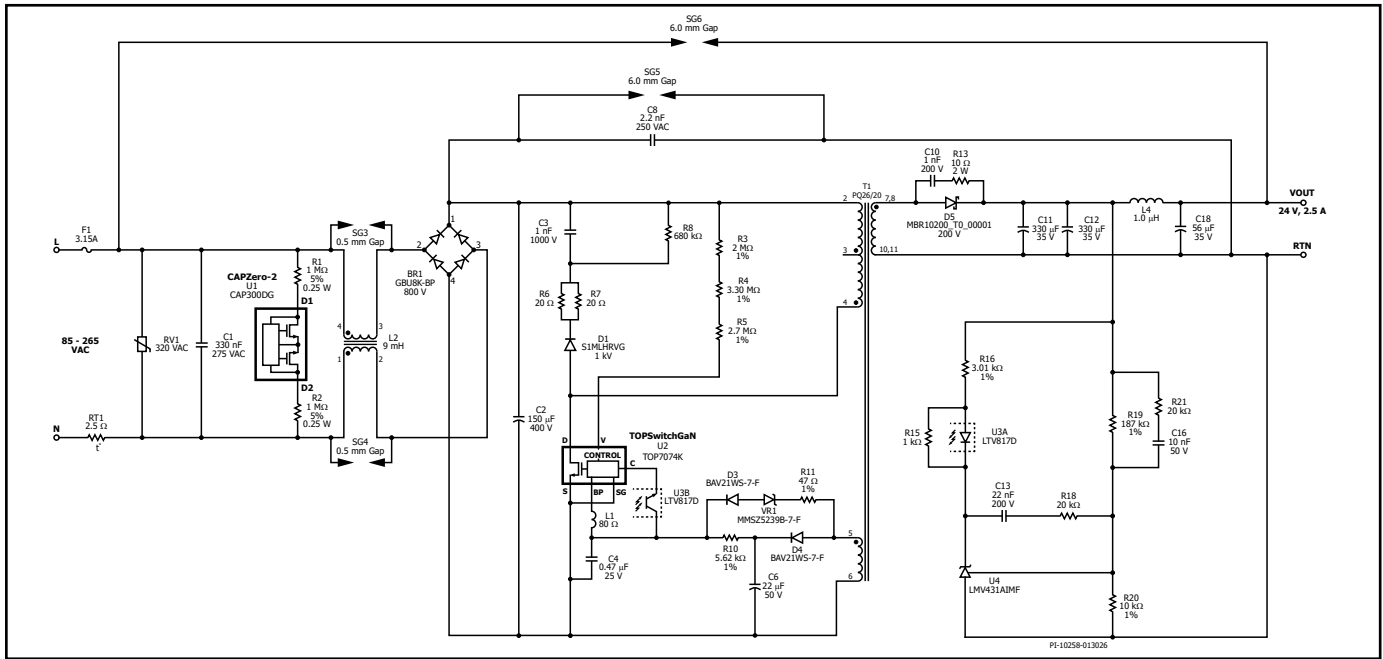 SG6
6.0 mm Gap
SG5
6.0 mm Gap
C8
2.2 nF
250 VAC
L
F1
3.15A
SG3
0.5 mm Gap
1
2
3
BR1
GBU8K-BP
800 V
4
CAPZero-2
U1
CAP300DG
R1
1 MΩ
5%
0.25 W
D1
D2
R2
1 MΩ
5%
0.25 W
85 - 265
VAC
RV1
320 VAC
C1
330 nF
275 VAC
4
3
1
2
L2
9 mH
N
RT1
2.5 Ω
t°
SG4
0.5 mm Gap
C2
150 µF
400 V
C3
1 nF
1000 V
R8
680 kΩ
R6
20 Ω
R7
20 Ω
D1
S1MLHRVG
1 kV
R3
2 MΩ
1%
R4
3.30 MΩ
1%
R5
2.7 MΩ
1%
D
V
CONTROL
C
S
BP
SG
TOPSwitchGaN
U2
TOP7074K
U3B
LTV817D
L1
80 Ω
C4
0.47 µF
25 V
D3
BAV21WS-7-F
VR1
MMSZ5239B-7-F
R11
47 Ω
1%
R10
5.62 kΩ
1%
D4
BAV21WS-7-F
C6
22 µF
50 V
T1
PQ26/20
2
3
4
5
6
7,8
10,11
C10
1 nF
200 V
R13
10 Ω
2 W
D5
MBR10200_T0_00001
200 V
C11
330 µF
35 V
C12
330 µF
35 V
L4
1.0 µH
C18
56 µF
35 V
VOUT
24 V, 2.5 A
RTN
R16
3.01 kΩ
1%
R15
1 kΩ
U3A
LTV817D
R19
187 kΩ
1%
R21
20 kΩ
C16
10 nF
50 V
C13
22 nF
200 V
R18
20 kΩ
U4
LMV431AIMF
R20
10 kΩ
1%
PI-10258-013026